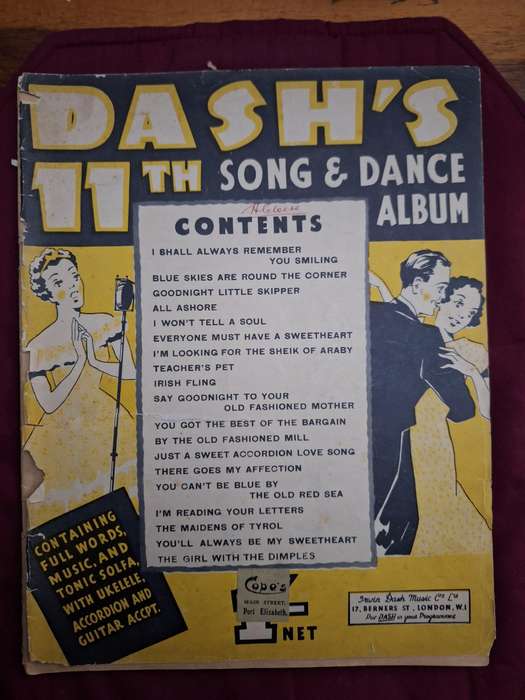 DASH'S
11TH SONG & DANCE
ALBUM
CONTENTS
I SHALL ALWAYS REMEMBER
YOU SMILING
BLUE SKIES ARE ROUND THE CORNER
GOODNIGHT LITTLE SKIPPER
ALL ASHORE
I WON'T TELL A SOUL
EVERYONE MUST HAVE A SWEETHEART
I'M LOOKING FOR THE SHEIK OF ARABY
TEACHER'S PET
IRISH FLING
SAY GOODNIGHT TO YOUR
OLD FASHIONED MOTHER
YOU GOT THE BEST OF THE BARGAIN
BY THE OLD FASHIONED MILL
JUST A SWEET ACCORDION LOVE SONG
THERE GOES MY AFFECTION
YOU CAN'T BE BLUE BY
THE OLD RED SEA
I'M READING YOUR LETTERS
THE MAIDENS OF TYROL
YOU'LL ALWAYS BE MY SWEETHEART
THE GIRL WITH THE DIMPLES
CONTAINING
FULL WORDS,
MUSIC, AND
TONIC SOLFA,
WITH UKELELE,
ACCORDION AND
GUITAR ACCPT.
Copo's
MAIN STREET,
Port Elizabeth.
NET
Irwin Dash Music Co. Ltd
17, BERNERS ST., LONDON, W.1
Put DASH in your Programme